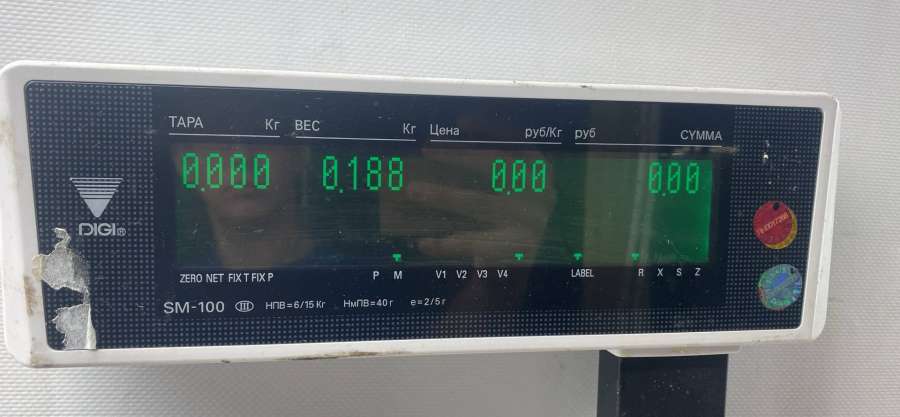 ТАРА Кг ВЕС Кг Цена руб/Кг руб СУММА
0.000 0.188 0.00 0.00
DIGI®
ZERO NET FIX T FIX P P M V1 V2 V3 V4 LABEL R X S Z
SM-100 III НПВ=6/15 Кг НмПВ=40 г e=2/5 г